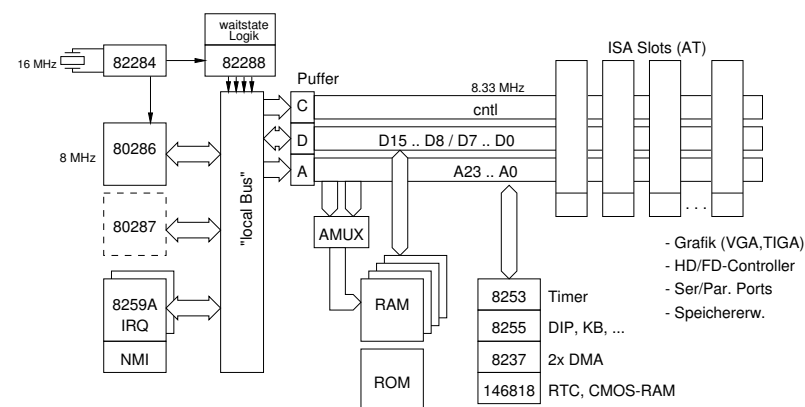 waitstate
Logik
82288
16 MHz
82284
ISA Slots (AT)
Puffer
8.33 MHz
C
cntl
D
D15 .. D8 / D7 .. D0
A
A23 .. A0
8 MHz
80286
80287
"local Bus"
8259A
IRQ
NMI
AMUX
RAM
ROM
8253 Timer
8255 DIP, KB, ...
8237 2x DMA
146818 RTC, CMOS-RAM
. . .
- Grafik (VGA,TIGA)
- HD/FD-Controller
- Ser/Par. Ports
- Speichererw.